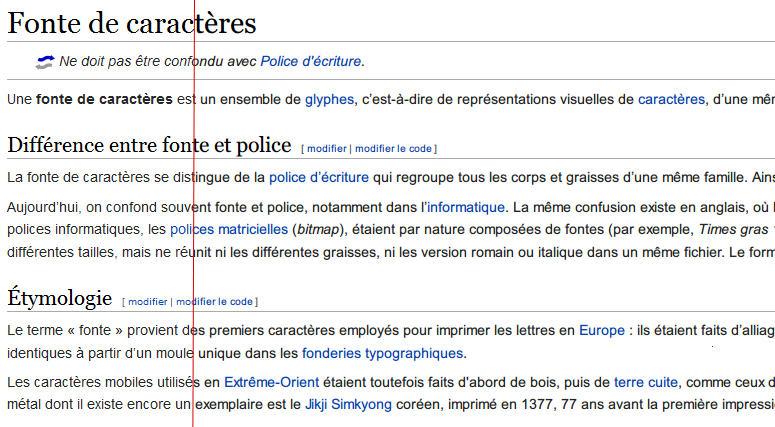 Fonte de caractères
Ne doit pas être confondu avec Police d'écriture.
Une fonte de caractères est un ensemble de glyphes, c'est-à-dire de représentations visuelles de caractères, d'une
Différence entre fonte et police [ modifier | modifier le code ]
La fonte de caractères se distingue de la police d'écriture qui regroupe tous les corps et graisses d'une même famille.
Aujourd'hui, on confond souvent fonte et police, notamment dans l'informatique. La même confusion existe en anglais, où
polices informatiques, les polices matricielles (bitmap), étaient par nature composées de fontes (par exemple, Times gras
différentes tailles, mais ne réunit ni les différentes graisses, ni les version romain ou italique dans un même fichier. Le
Étymologie [ modifier | modifier le code ]
Le terme « fonte » provient des premiers caractères employés pour imprimer les lettres en Europe : ils étaient faits
identiques à partir d'un moule unique dans les fonderies typographiques.
Les caractères mobiles utilisés en Extrême-Orient étaient toutefois faits d'abord de bois, puis de terre cuite, comme ceux
métal dont il existe encore un exemplaire est le Jikji Simkyong coréen, imprimé en 1377, 77 ans avant la première